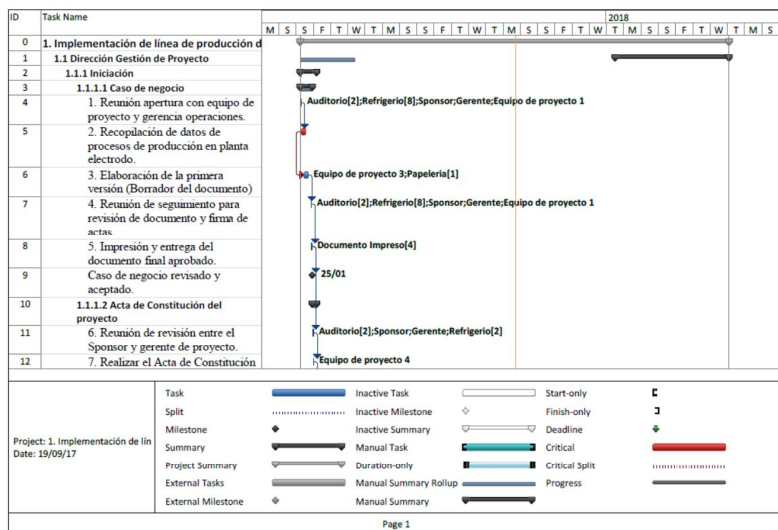 ID Task Name
2018
M S S F T W T M S S F T W T M S S F T W T M S
0 1. Implementación de línea de producción d
1 1.1 Dirección Gestión de Proyecto
2 1.1.1 Iniciación
3 1.1.1.1 Caso de negocio
4 1. Reunión apertura con equipo de
proyecto y gerencia operaciones.
Auditorio[2];Refrigerio[8];Sponsor;Gerente;Equipo de proyecto 1
5 2. Recopilación de datos de
procesos de producción en planta
electrodo.
6 3. Elaboración de la primera
versión (Borrador del documento)
Equipo de proyecto 3;Papeleria[1]
7 4. Reunión de seguimiento para
revisión de documento y firma de
actas
Auditorio[2];Refrigerio[8];Sponsor;Gerente;Equipo de proyecto 1
8 5. Impresión y entrega del
documento final aprobado.
Documento Impreso[4]
9 Caso de negocio revisado y
aceptado.
25/01
10 1.1.1.2 Acta de Constitución del
proyecto
11 6. Reunión de revisión entre el
Sponsor y gerente de proyecto.
Auditorio[2];Sponsor;Gerente;Refrigerio[2]
12 7. Realizar el Acta de Constitución
Equipo de proyecto 4
Project: 1. Implementación de lín
Date: 19/09/17
Task
Split
Milestone
Summary
Project Summary
External Tasks
External Milestone
Inactive Task
Inactive Milestone
Inactive Summary
Manual Task
Duration-only
Manual Summary Rollup
Manual Summary
Start-only
Finish-only
Deadline
Critical
Critical Split
Progress
Page 1